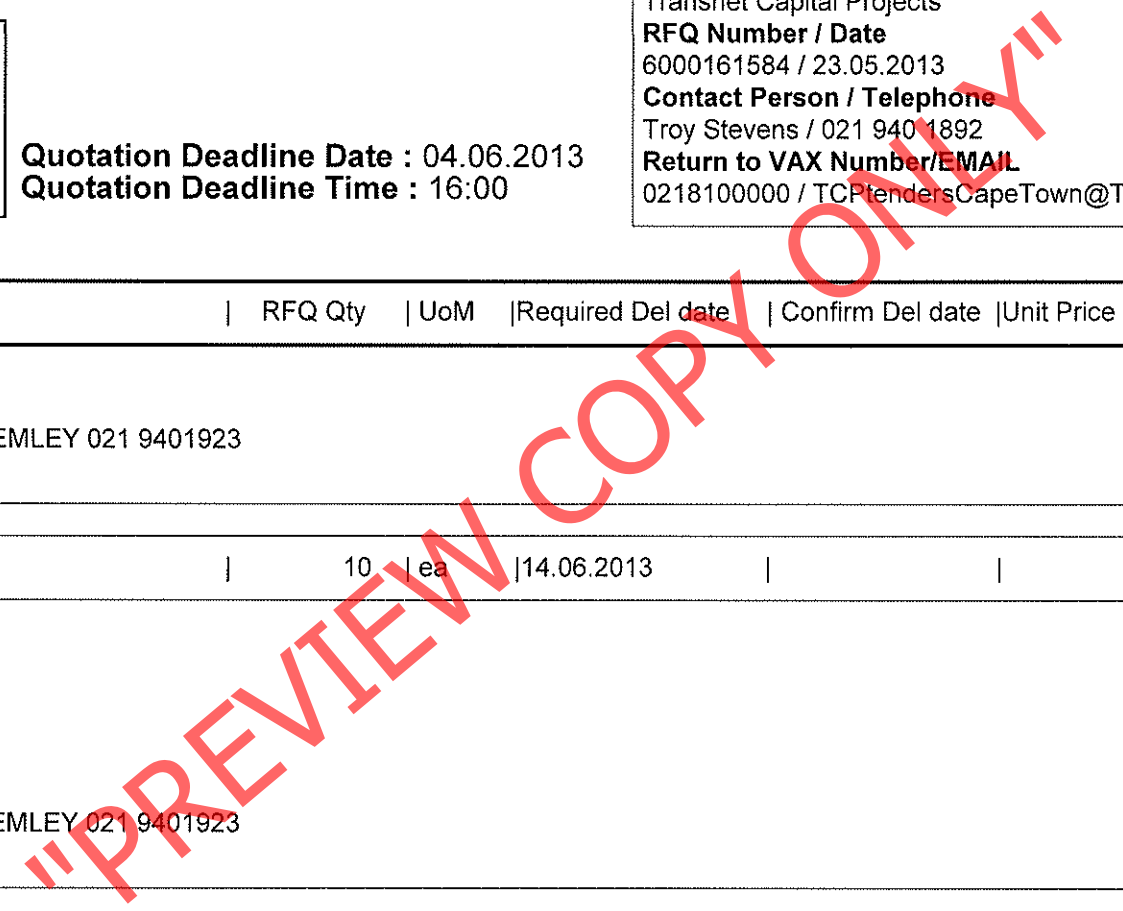 Transnet Capital Projects
RFQ Number / Date
6000161584 / 23.05.2013
Contact Person / Telephone
Troy Stevens / 021 940 1892
Return to VAX Number/EMAIL
0218100000 / TCPtendersCapeTown@T
Quotation Deadline Date : 04.06.2013
Quotation Deadline Time : 16:00
| RFQ Qty | UoM |Required Del date | Confirm Del date |Unit Price
EMLEY 021 9401923
| 10 | ea |14.06.2013 | |
EMLEY 021 9401923
"PREVIEW COPY ONLY"